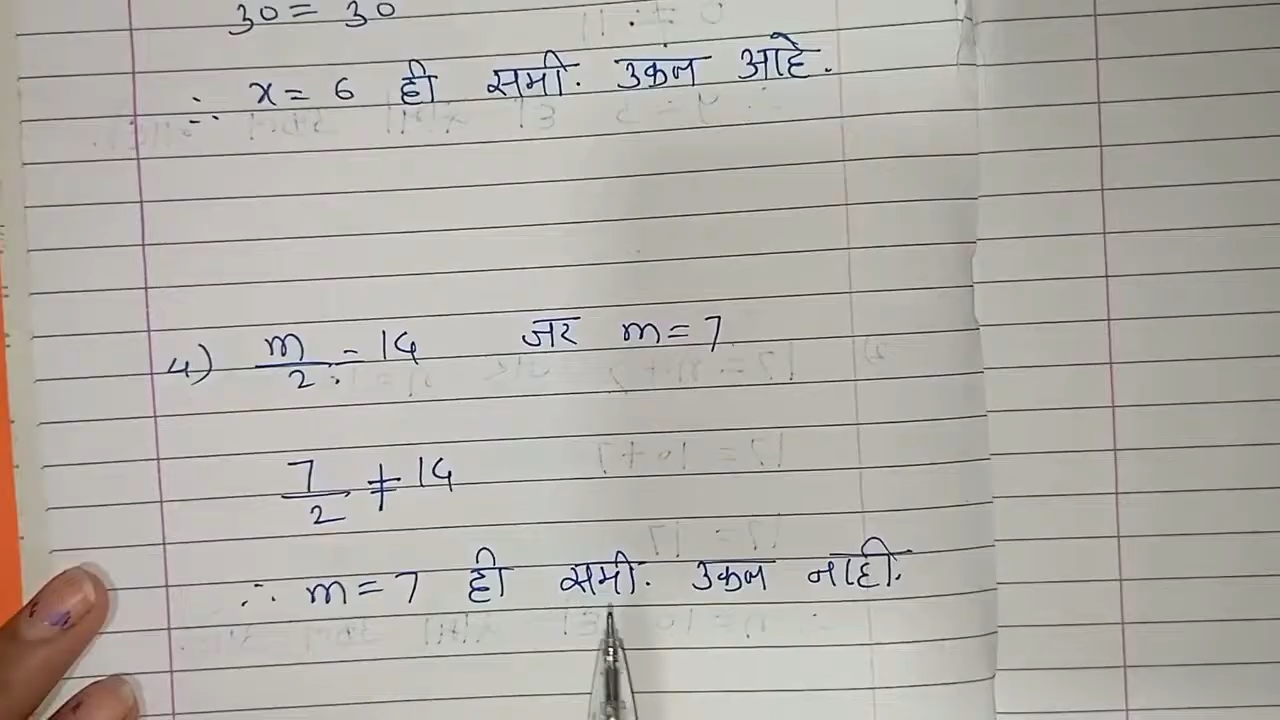 30 = 30
∴ x = 6 ही समी. उकल आहे.
4) m/2 = 14 जर m = 7
7/2 ≠ 14
∴ m = 7 ही समी. उकल नाही.